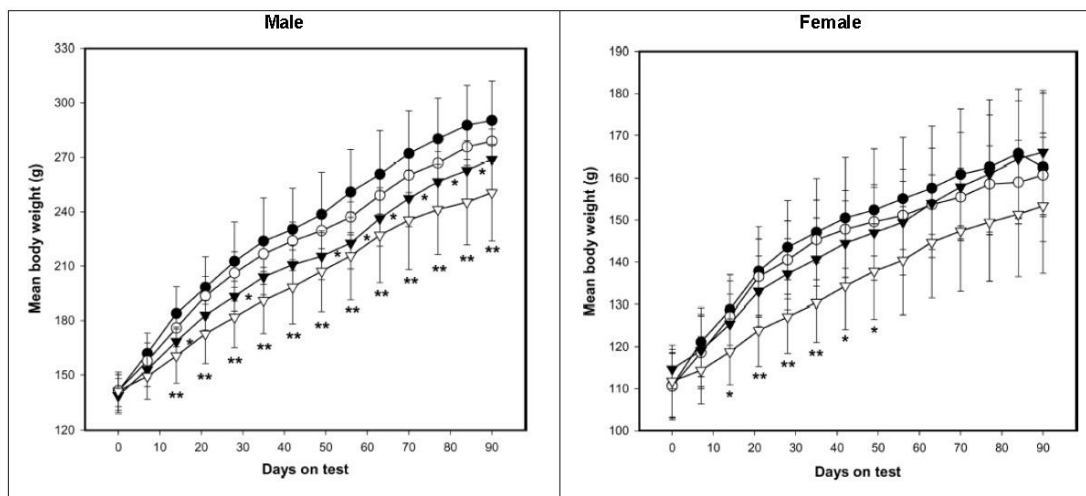 Male
Mean body weight (g)
330
300
270
240
210
180
150
120
* * * * * * * *
** ** ** ** ** ** ** ** ** ** ** **
0 10 20 30 40 50 60 70 80 90
Days on test
Female
Mean body weight (g)
190
180
170
160
150
140
130
120
110
100
* ** ** ** * *
0 10 20 30 40 50 60 70 80 90
Days on test